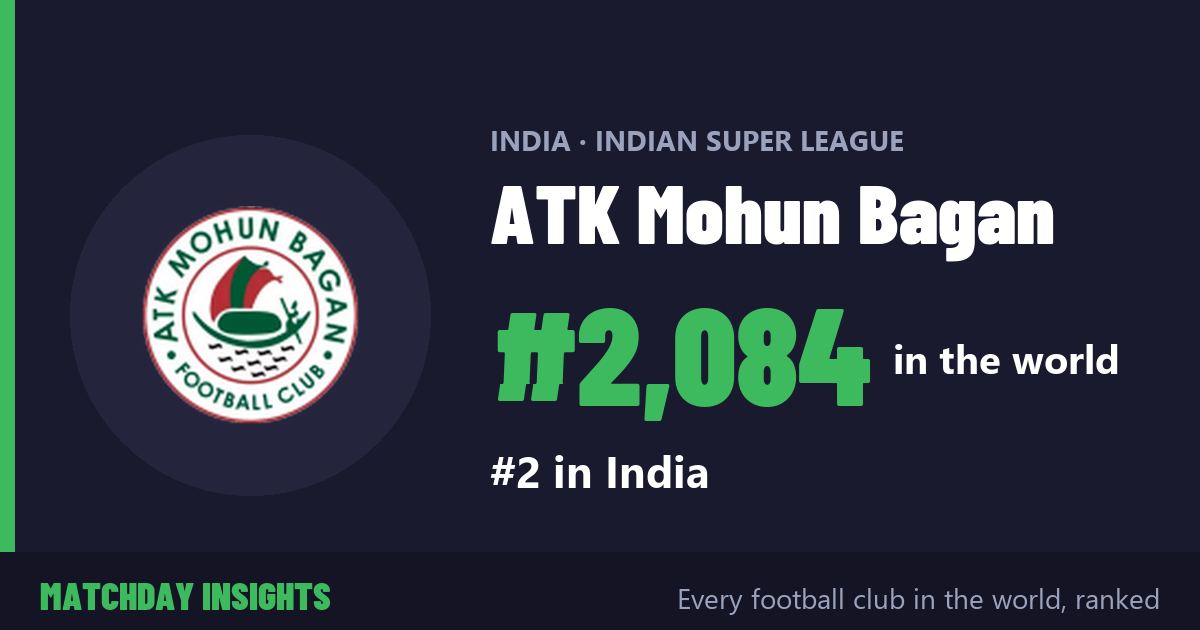 INDIA · INDIAN SUPER LEAGUE
ATK Mohun Bagan
ATK MOHUN BAGAN
• FOOTBALL CLUB •
#2,084 in the world
#2 in India
MATCHDAY INSIGHTS
Every football club in the world, ranked